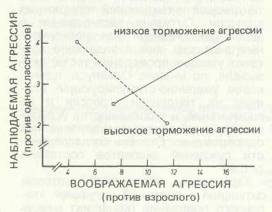 НАБЛЮДАЕМАЯ АГРЕССИЯ
(против одноклассников)
низкое торможение агрессии
4
3
2
высокое торможение агрессии
4 8 12 16
ВООБРАЖАЕМАЯ АГРЕССИЯ
(против взрослого)